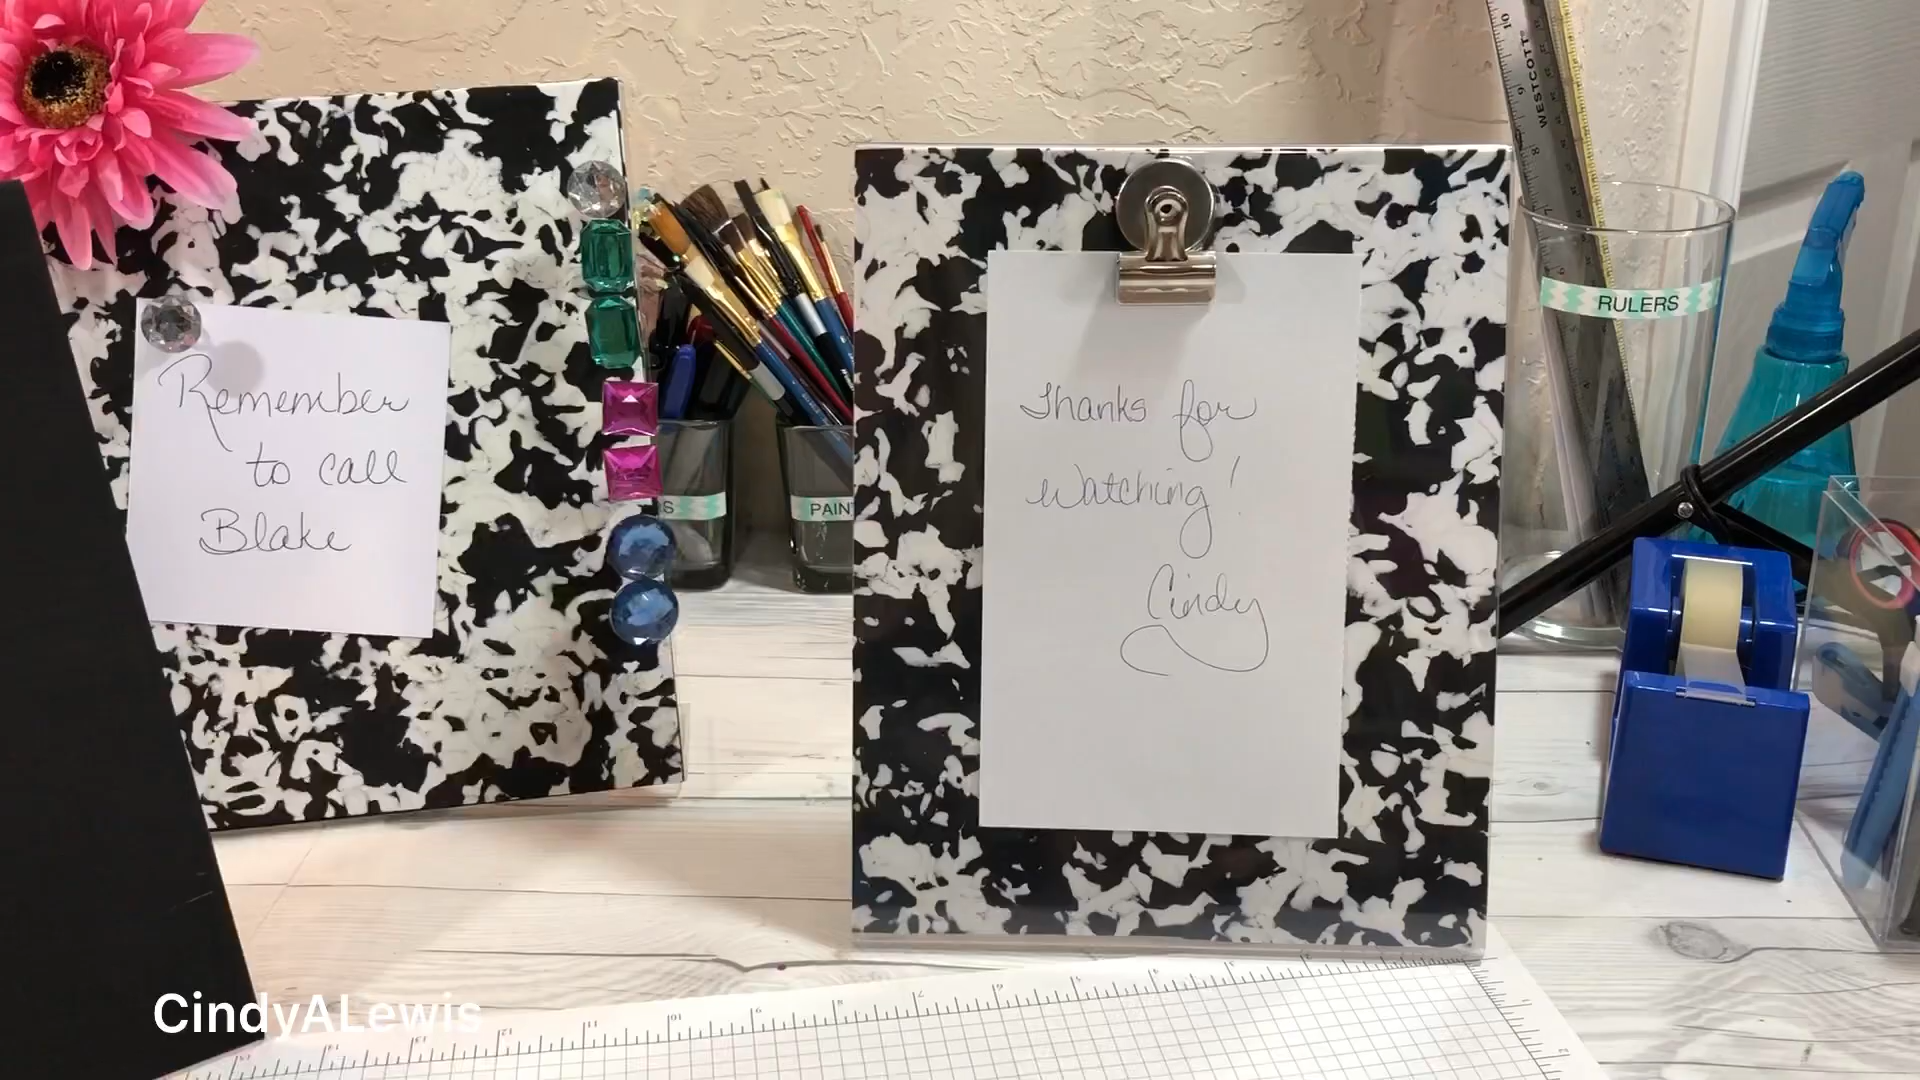 Remember
to call
Blake
Thanks for
Watching!
Cindy
WESTCOTT
RULERS
CindyALewis